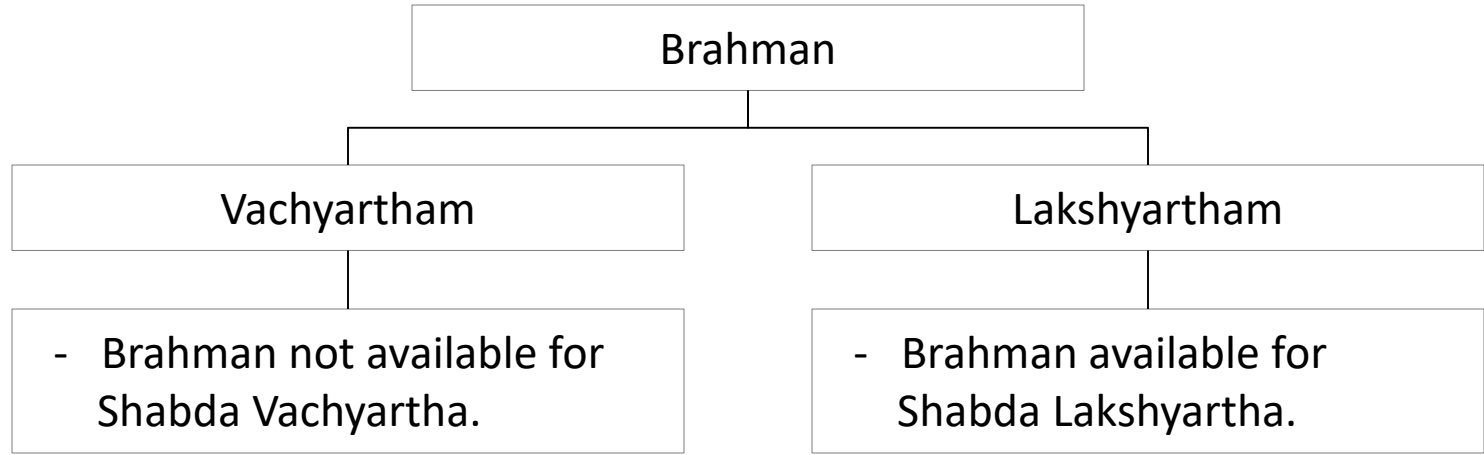 Brahman
Vachyartham
Lakshyartham
- Brahman not available for
Shabda Vachyartha.
- Brahman available for
Shabda Lakshyartha.